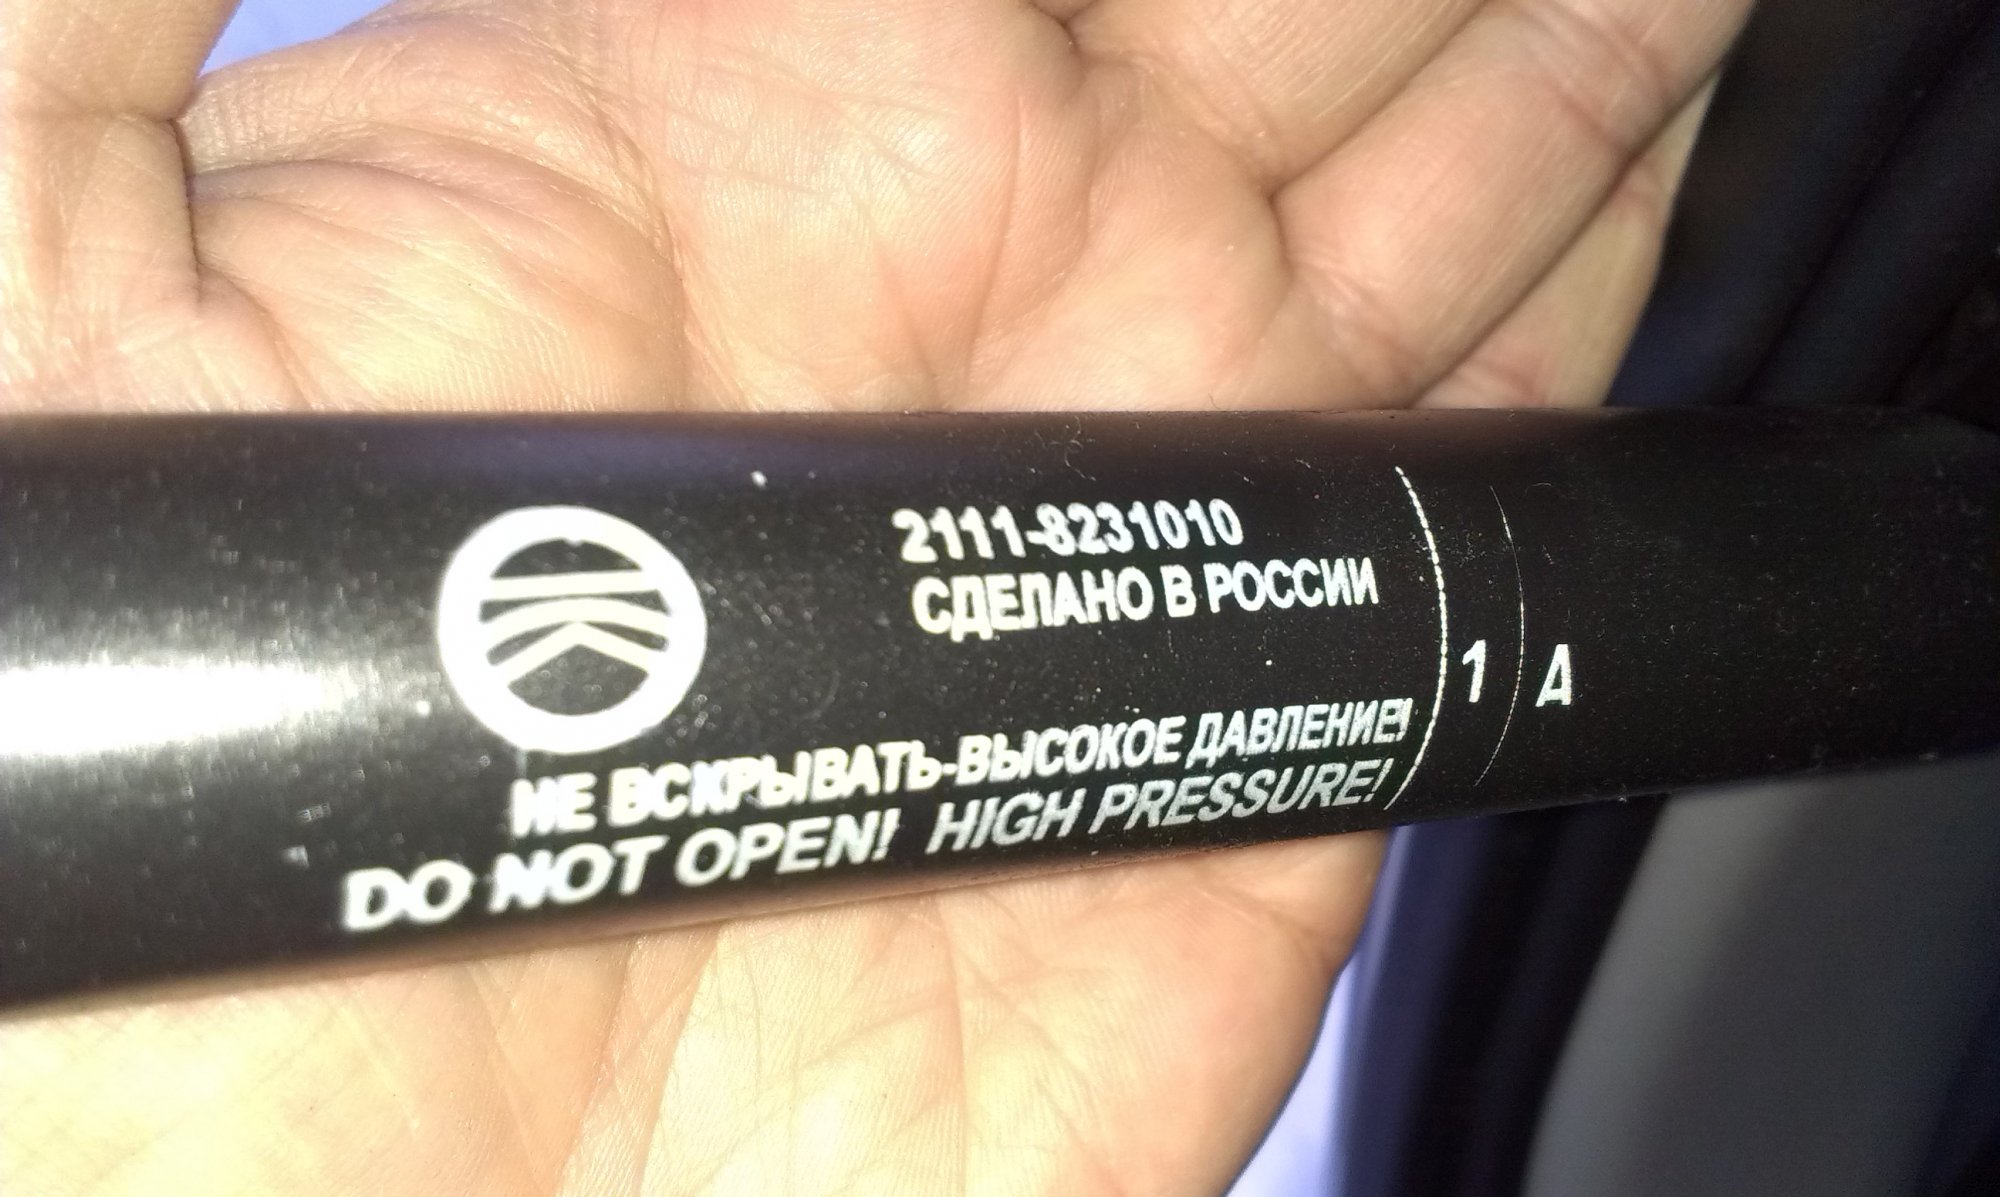 2111-8231010
СДЕЛАНО В РОССИИ
1
А
НЕ ВСКРЫВАТЬ-ВЫСОКОЕ ДАВЛЕНИЕ!
DO NOT OPEN! HIGH PRESSURE!